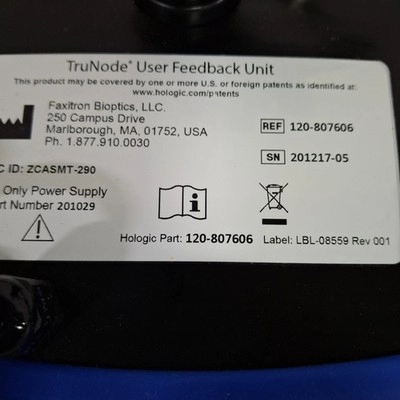 TruNode® User Feedback Unit
This product may be covered by one or more U.S. or foreign patents as identified at:
www.hologic.com/patents
Faxitron Bioptics, LLC.
250 Campus Drive
Marlborough, MA, 01752, USA
Ph. 1.877.910.0030
REF 120-807606
SN 201217-05
C ID: ZCASMT-290
Only Power Supply
rt Number 201029
Hologic Part: 120-807606 Label: LBL-08559 Rev 001